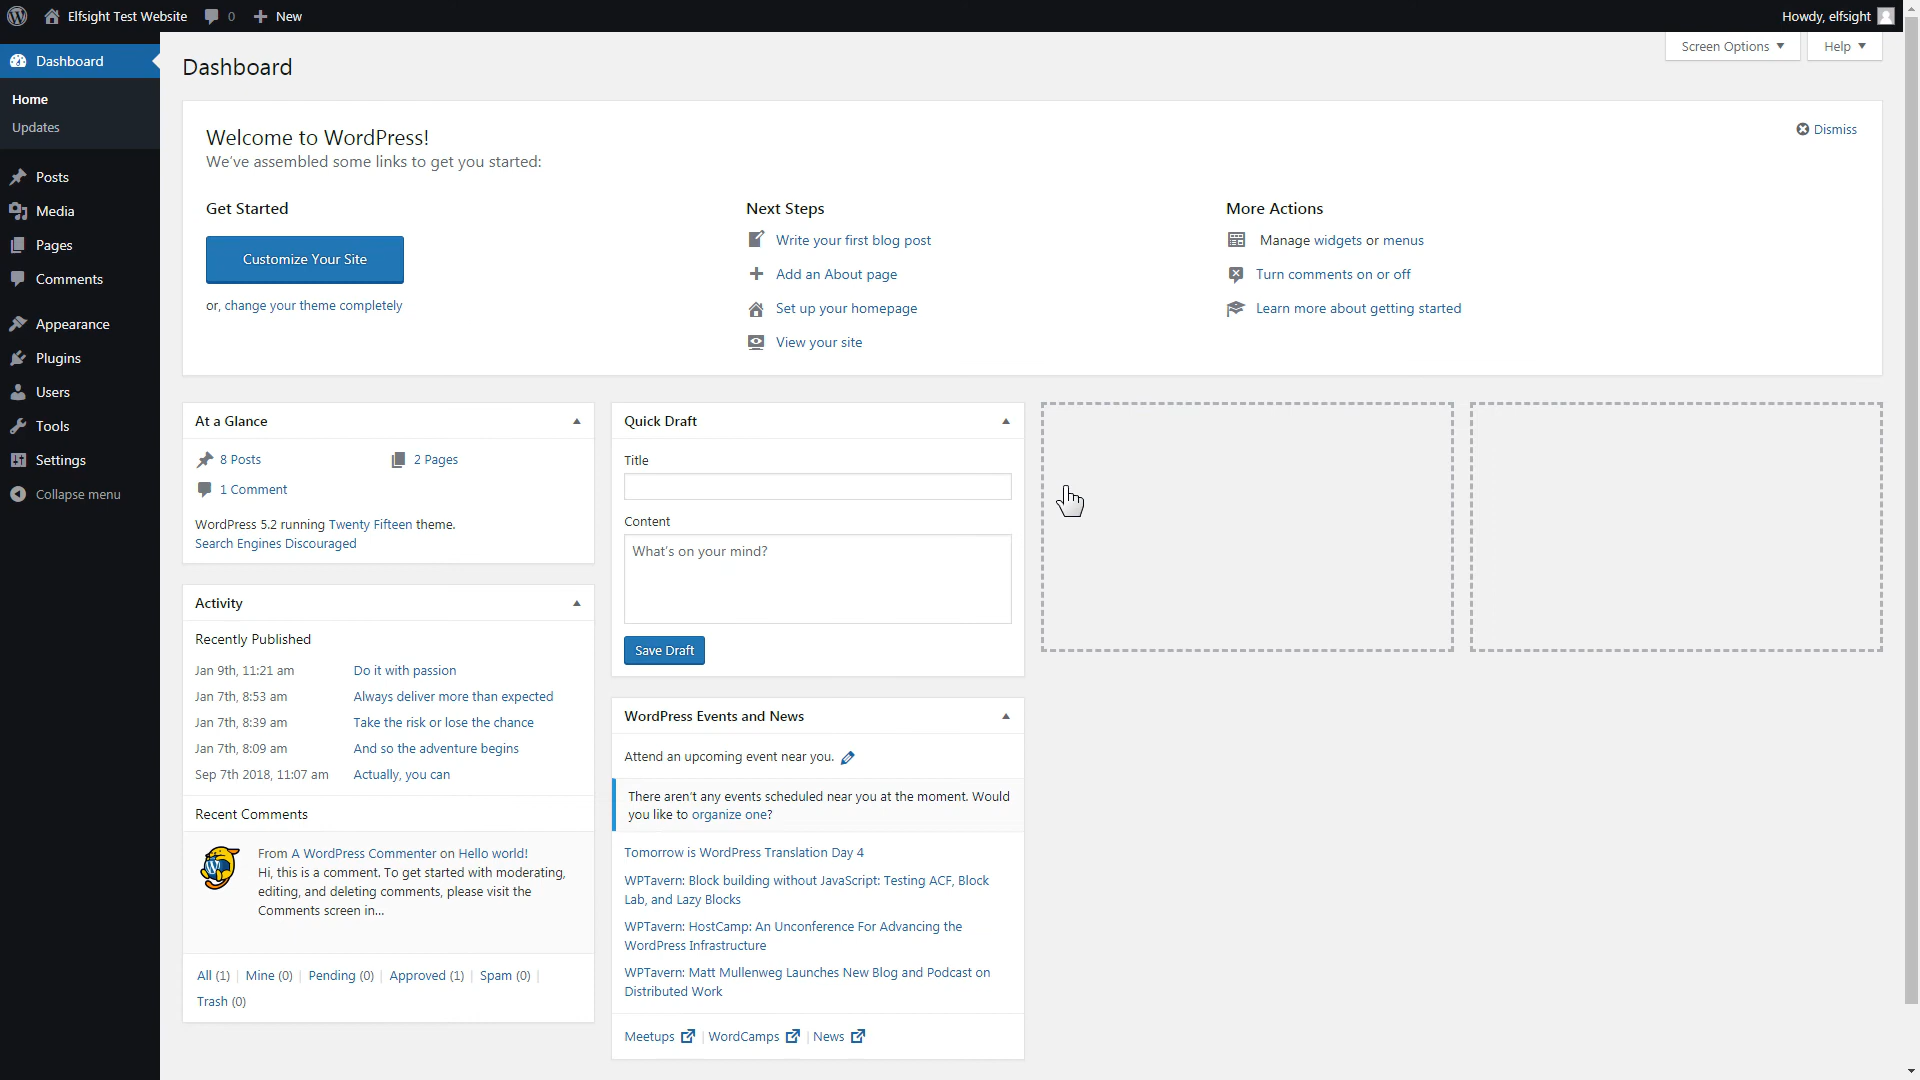 Elfsight Test Website 0 New Howdy, elfsight
Screen Options Help
Dashboard
Home
Updates
Posts
Media
Pages
Comments
Appearance
Plugins
Users
Tools
Settings
Collapse menu
Dashboard
Welcome to WordPress!
Dismiss
We've assembled some links to get you started:
Get Started
Customize Your Site
or, change your theme completely
Next Steps
Write your first blog post
Add an About page
Set up your homepage
View your site
More Actions
Manage widgets or menus
Turn comments on or off
Learn more about getting started
At a Glance
8 Posts
2 Pages
1 Comment
WordPress 5.2 running Twenty Fifteen theme.
Search Engines Discouraged
Activity
Recently Published
Jan 9th, 11:21 am Do it with passion
Jan 7th, 8:53 am Always deliver more than expected
Jan 7th, 8:39 am Take the risk or lose the chance
Jan 7th, 8:09 am And so the adventure begins
Sep 7th 2018, 11:07 am Actually, you can
Recent Comments
From A WordPress Commenter on Hello world!
Hi, this is a comment. To get started with moderating,
editing, and deleting comments, please visit the
Comments screen in...
All (1) | Mine (0) | Pending (0) | Approved (1) | Spam (0) |
Trash (0)
Quick Draft
Title
Content
What's on your mind?
Save Draft
WordPress Events and News
Attend an upcoming event near you.
There aren't any events scheduled near you at the moment. Would
you like to organize one?
Tomorrow is WordPress Translation Day 4
WPTavern: Block building without JavaScript: Testing ACF, Block
Lab, and Lazy Blocks
WPTavern: HostCamp: An Unconference For Advancing the
WordPress Infrastructure
WPTavern: Matt Mullenweg Launches New Blog and Podcast on
Distributed Work
Meetups | WordCamps | News